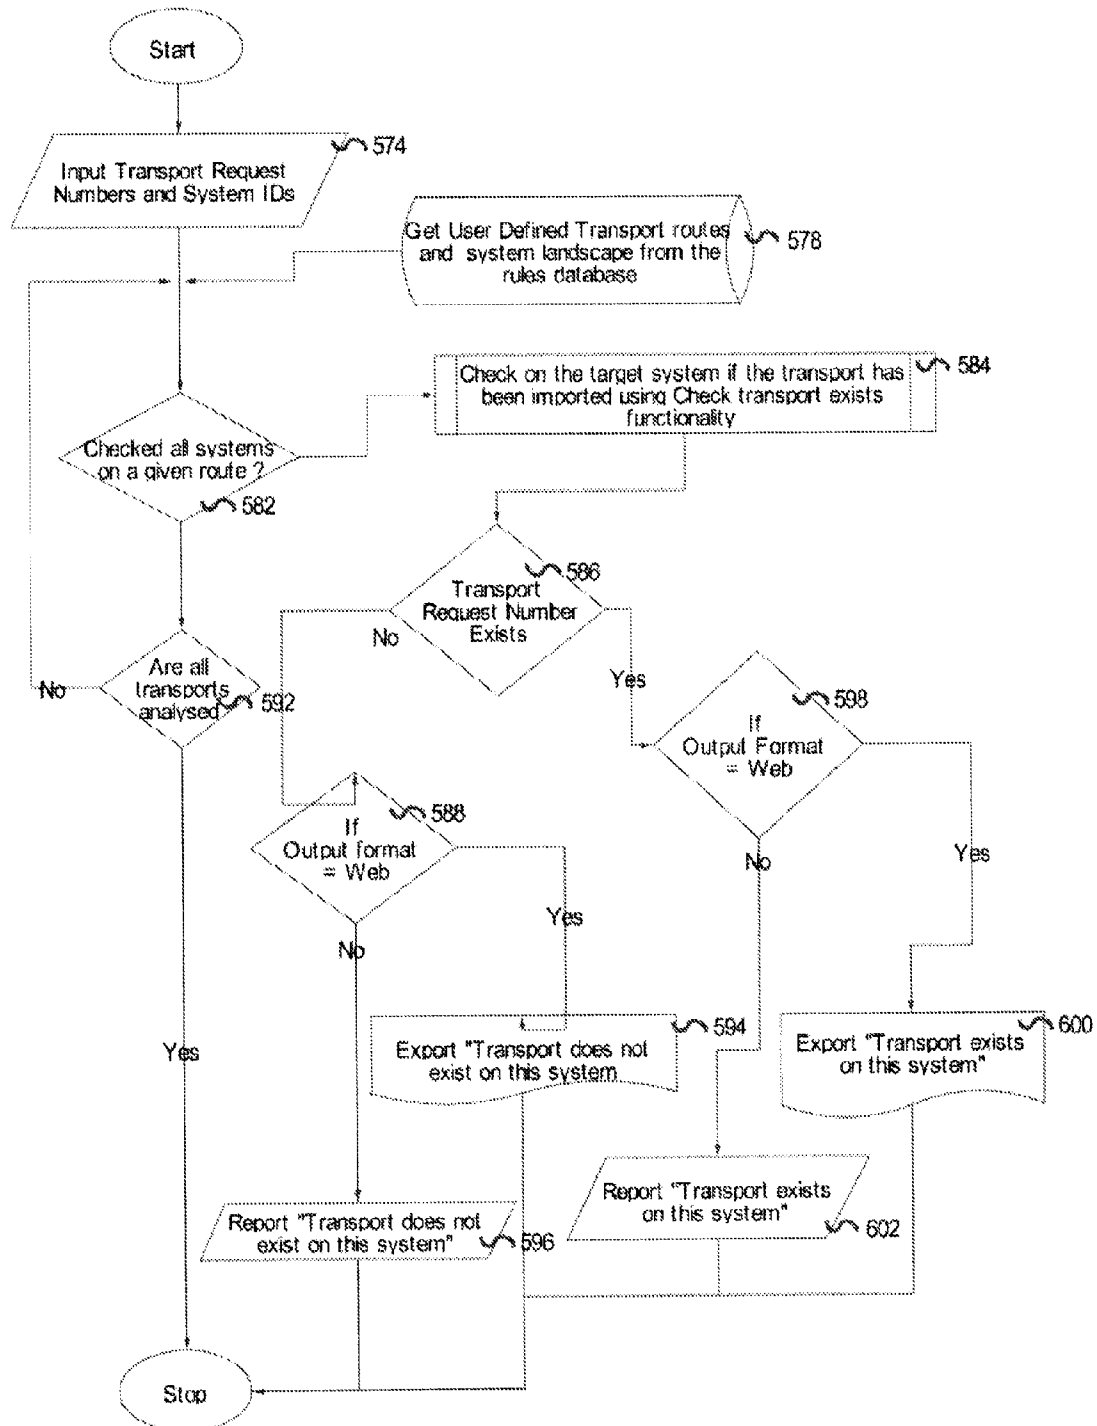 Start
574
Input Transport Request
Numbers and System IDs
Get User Defined Transport routes
and system landscape from the
rules database
578
584
Check on the target system if the transport has
been imported using Check transport exists
functionality
Checked all systems
on a given route ?
582
586
Transport
Request Number
Exists
No
Yes
Are all
transports
analysed
592
No
598
If
Output Format
= Web
588
If
Output format
= Web
No
Yes
Yes
No
594
Export "Transport does not
exist on this system
600
Export "Transport exists
on this system"
Yes
Report "Transport exists
on this system"
602
Report "Transport does not
exist on this system"
596
Stop